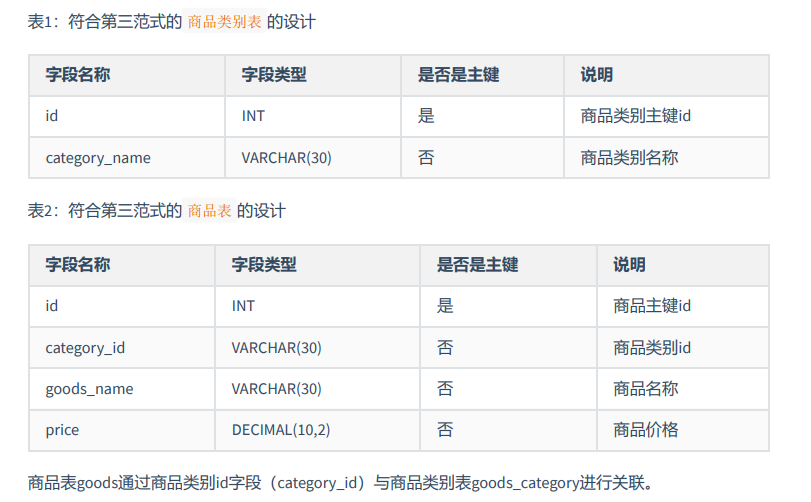 表1：符合第三范式的 商品类别表 的设计
字段名称 字段类型 是否是主键 说明
id INT 是 商品类别主键id
category_name VARCHAR(30) 否 商品类别名称
表2：符合第三范式的 商品表 的设计
字段名称 字段类型 是否是主键 说明
id INT 是 商品主键id
category_id VARCHAR(30) 否 商品类别id
goods_name VARCHAR(30) 否 商品名称
price DECIMAL(10,2) 否 商品价格
商品表goods通过商品类别id字段（category_id）与商品类别表goods_category进行关联。